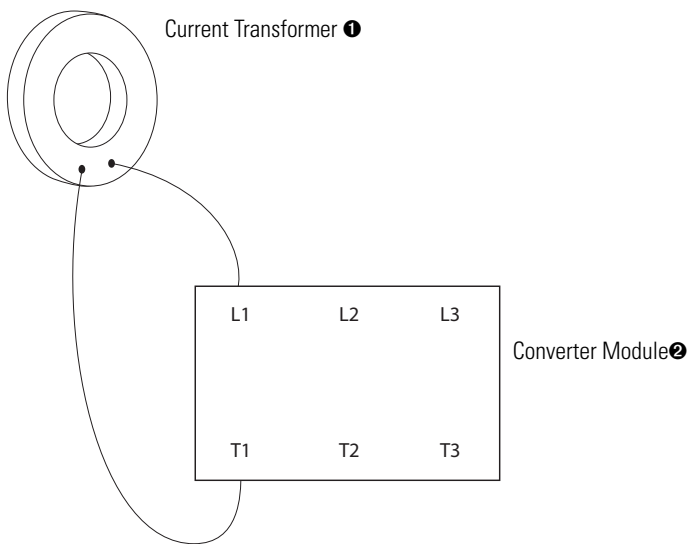 Current Transformer ❶
L1 L2 L3
Converter Module❷
T1 T2 T3